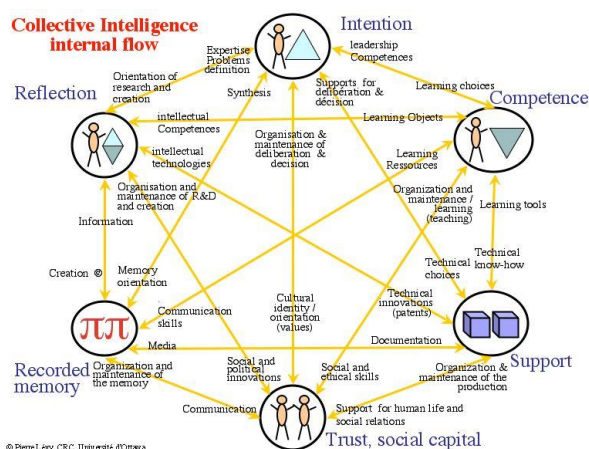 Collective Intelligence
internal flow
Intention
Expertise
Problems
definition
leadership
Competences
Orientation of
research and
creation
Synthesis
Supports for
deliberation &
décision
Learning choices
Reflection
Competence
intellectual
Competences
Learning Objects
Organisation &
maintenance of
deliberation &
decision
intellectual
technologies
Learning
Ressources
Organisation and
maintenance of R&D
and creation
Organization and
maintenance /
learning
(teaching)
Learning tools
Information
Creation ©
Memory
orientation
Technical
choices
Technical
know-how
Cultural
identity /
orientation
(values)
Technical
innovations
(patents)
Communication
skills
ππ
Media
Documentation
Recorded
memory
Support
Organization and
maintenance of
the memory
Social and
political
innovations
Social and
ethical skills
Organization &
maintenance of the
production
Communication
Support for human life and
social relations
Trust, social capital
© Pierre Lévy, CRC, Université d'Ottawa